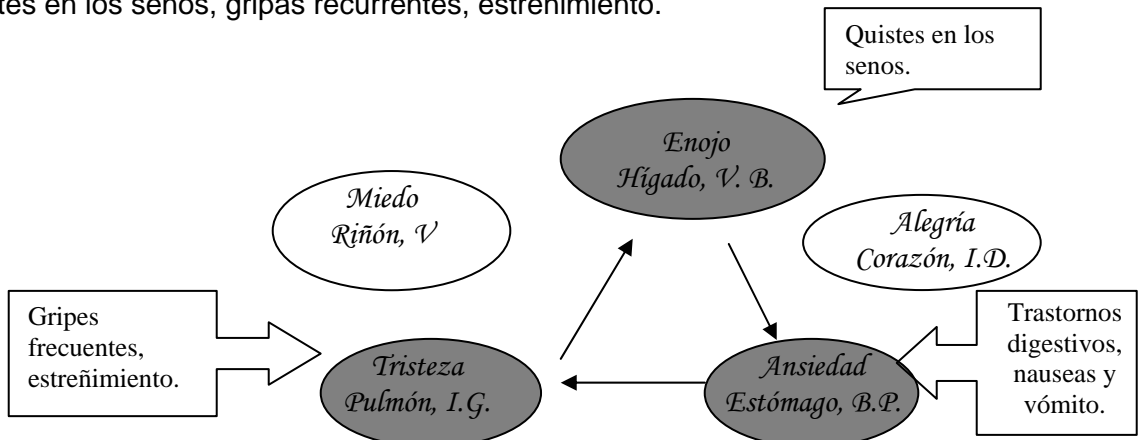 tes en los senos, gripas recurrentes, estreñimiento.
Quistes en los
senos.
Enojo
Hígado, V. B.
Miedo
Riñón, V
Alegría
Corazón, I.D.
Gripes
frecuentes,
estreñimiento.
Tristeza
Pulmón, I.G.
Ansiedad
Estómago, B.P.
Trastornos
digestivos,
nauseas y
vómito.